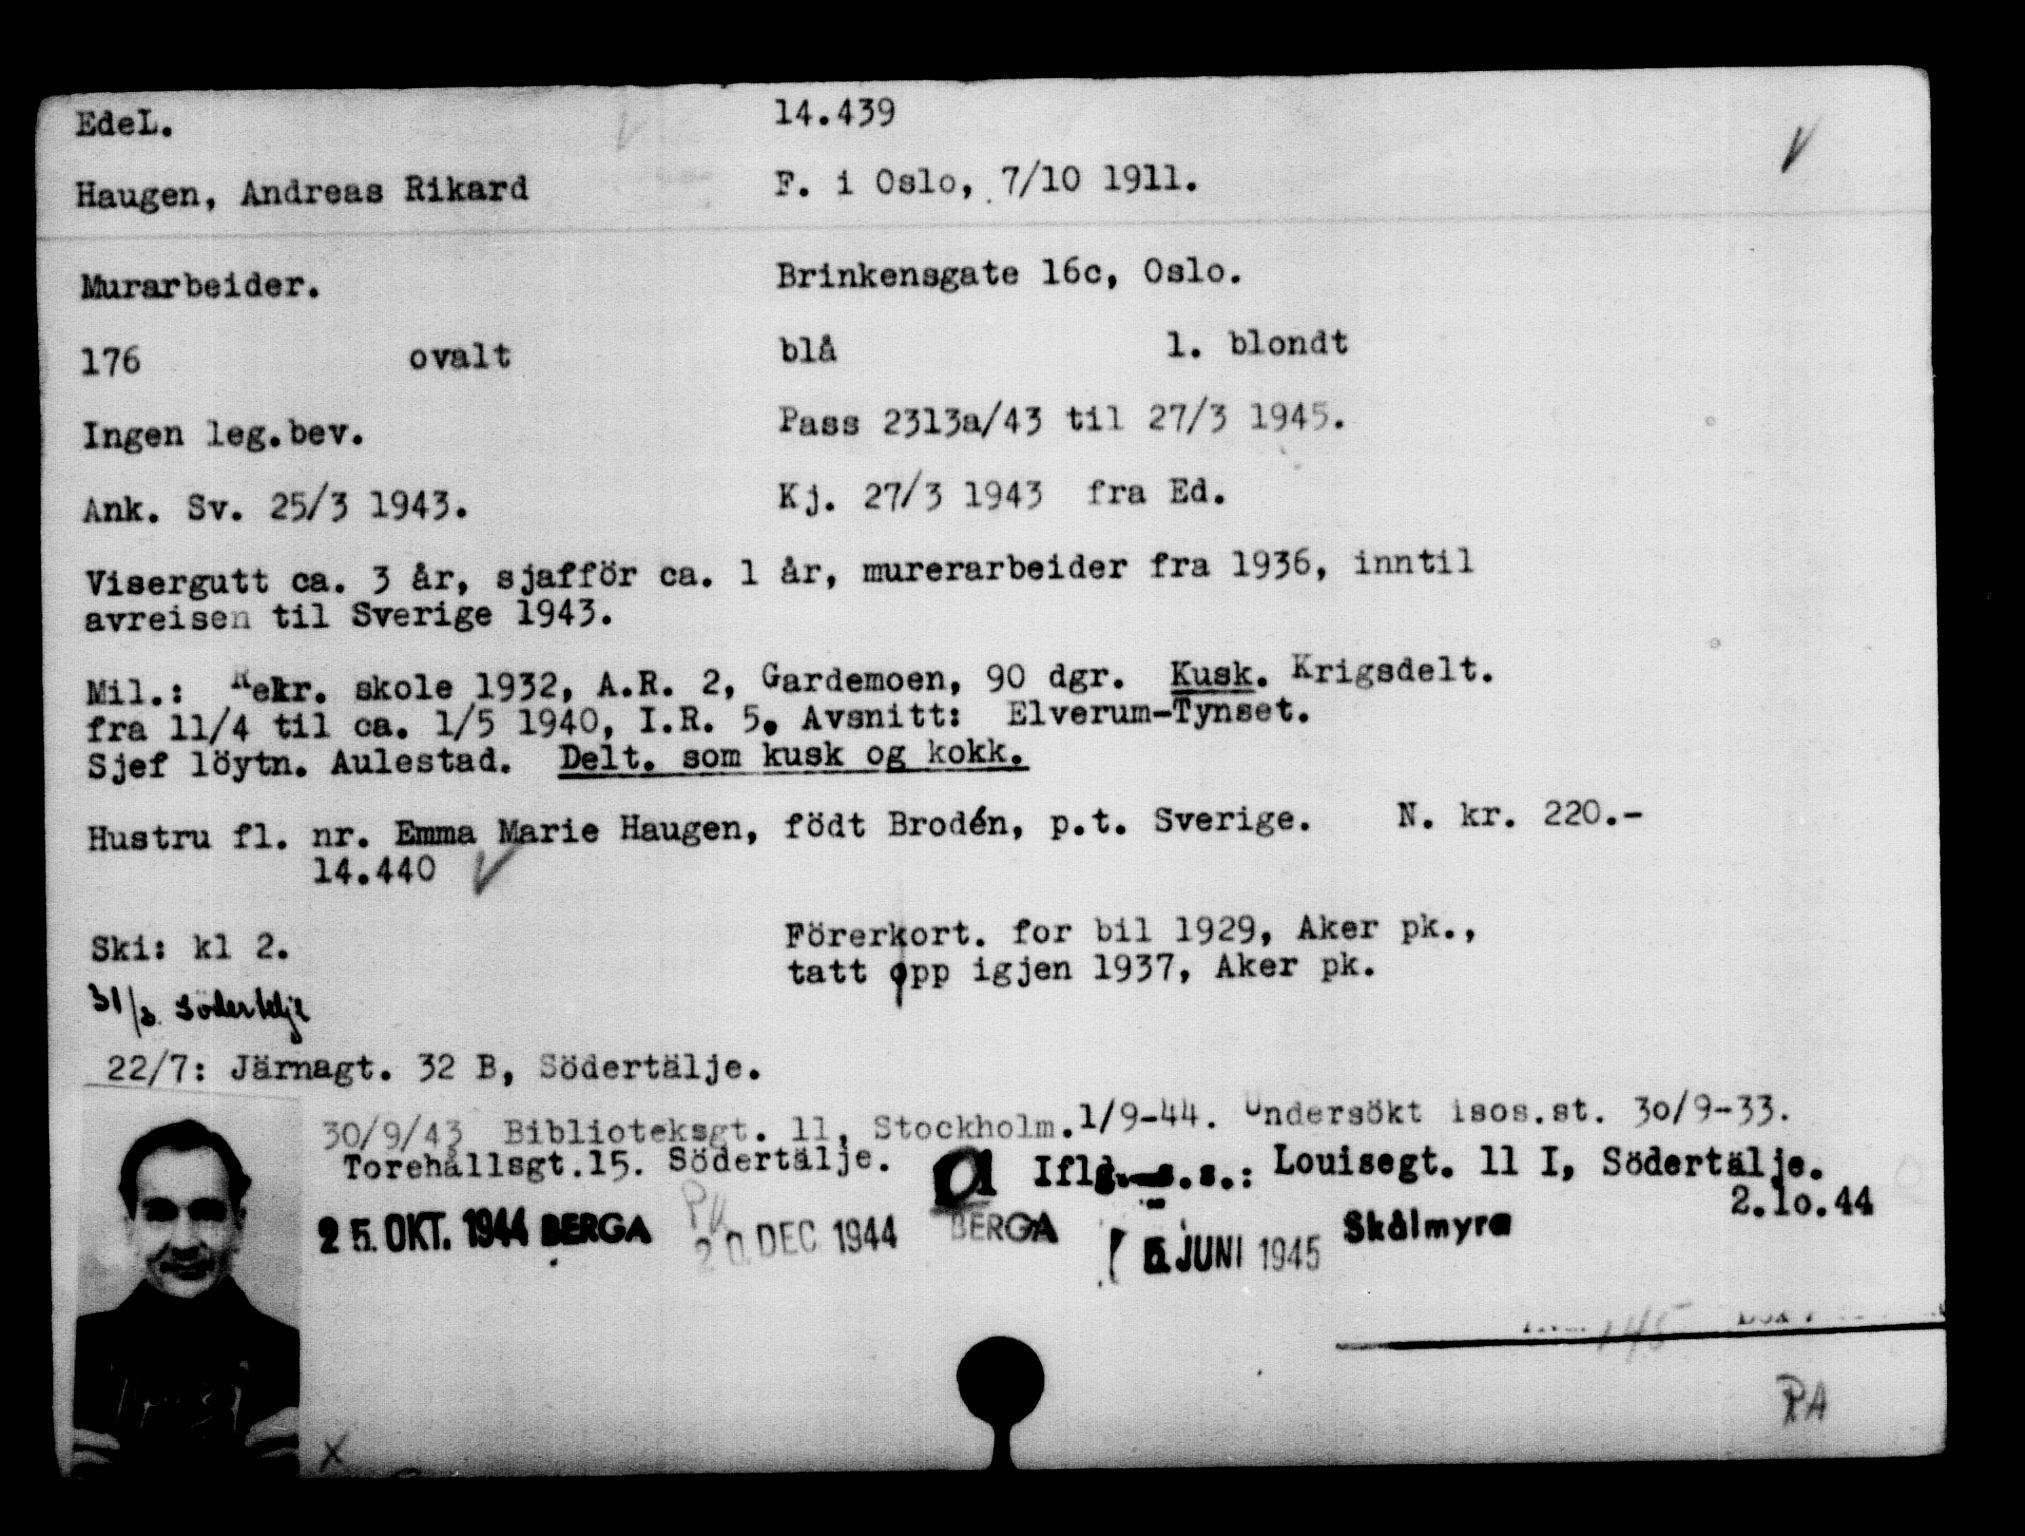 EdeL. 14.439
Haugen, Andreas Rikard F. i Oslo, 7/10 1911.
Murarbeider. Brinkensgate 16c, Oslo.
176 ovalt blå l. blondt
Ingen leg.bev. Pass 2313a/43 til 27/3 1945.
Ank. Sv. 25/3 1943. Kj. 27/3 1943 fra Ed.
Visergutt ca. 3 år, sjafför ca. 1 år, murerarbeider fra 1936, inntil
avreisen til Sverige 1943.
Mil.: Rekr. skole 1932, A.R. 2, Gardemoen, 90 dgr. Kusk. Krigsdelt.
fra 11/4 til ca. 1/5 1940, I.R. 5. Avsnitt: Elverum-Tynset.
Sjef löytn. Aulestad. Delt. som kusk og kokk.
Hustru fl. nr. Emma Marie Haugen, födt Brodén, p.t. Sverige. N. kr. 220.-
14.440
Ski: kl 2. Förerkort. for bil 1929, Aker pk.,
tatt opp igjen 1937, Aker pk.
31/3 Södertelje
22/7: Järnagt. 32 B, Södertälje.
30/9/43 Biblioteksgt. 11, Stockholm. 1/9-44. Undersökt isos.st. 30/9-33.
Torehällsgt.15. Södertälje. a Iflg. s.s.: Louisegt. 11 I, Södertälje.
2.10.44
25. OKT. 1944 BERGA 20 DEC 1944 BERGA 5 JUNI 1945 Skålmyra
145
PA
X